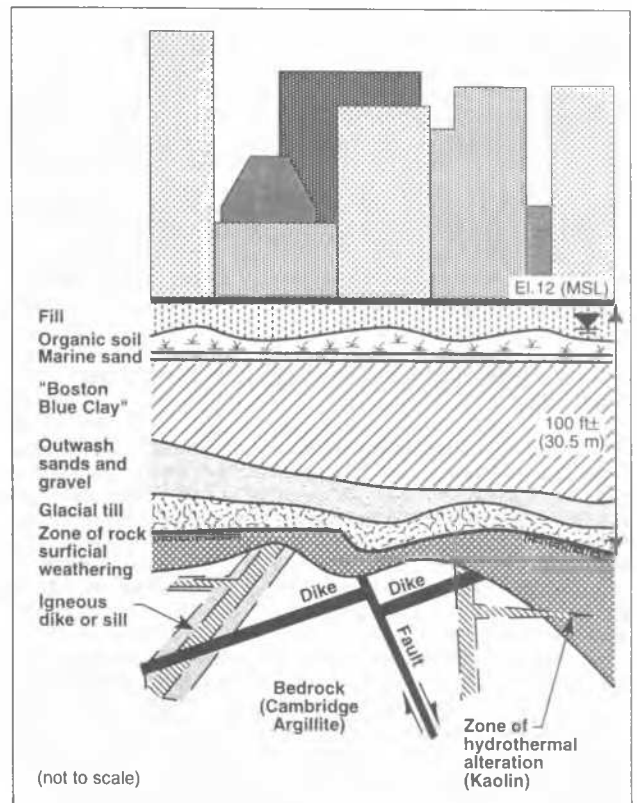 El.12 (MSL)
Fill
Organic soil
Marine sand
"Boston
Blue Clay"
100 ft±
(30.5 m)
Outwash
sands and
gravel
Glacial till
Zone of rock
surficial
weathering
Igneous
dike or sill
Dike
Dike
Fault
Bedrock
(Cambridge
Argillite)
Zone of
hydrothermal
alteration
(Kaolin)
(not to scale)